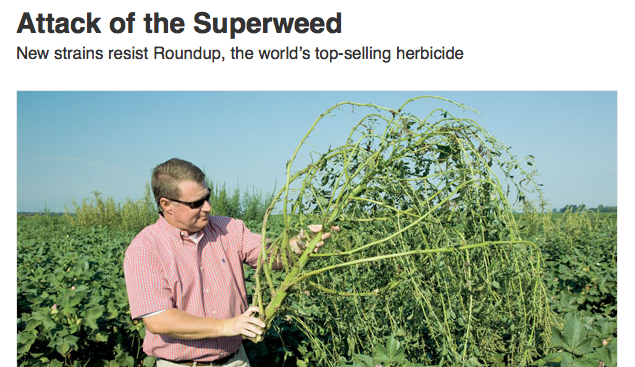 Attack of the Superweed
New strains resist Roundup, the world’s top-selling herbicide